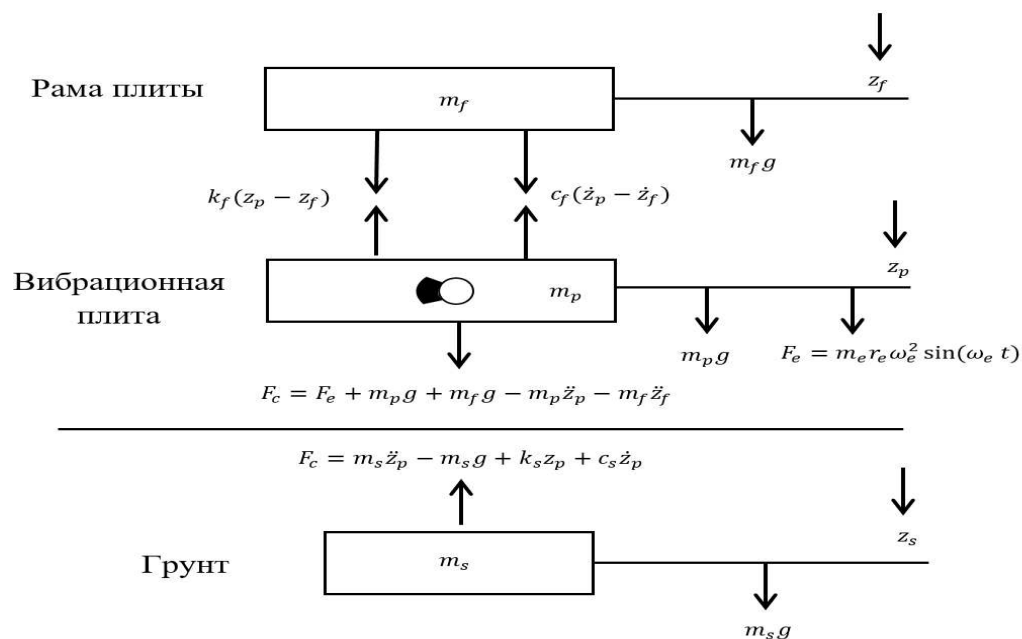 z_f
Рама плиты
m_f
m_f g
k_f(z_p − z_f)
c_f(ż_p − ż_f)
z_p
Вибрационная
плита
m_p
m_p g
F_e = m_e r_e ω_e^2 sin(ω_e t)
F_c = F_e + m_p g + m_f g − m_p z̈_p − m_f z̈_f
F_c = m_s z̈_p − m_s g + k_s z_p + c_s ż_p
z_s
Грунт
m_s
m_s g